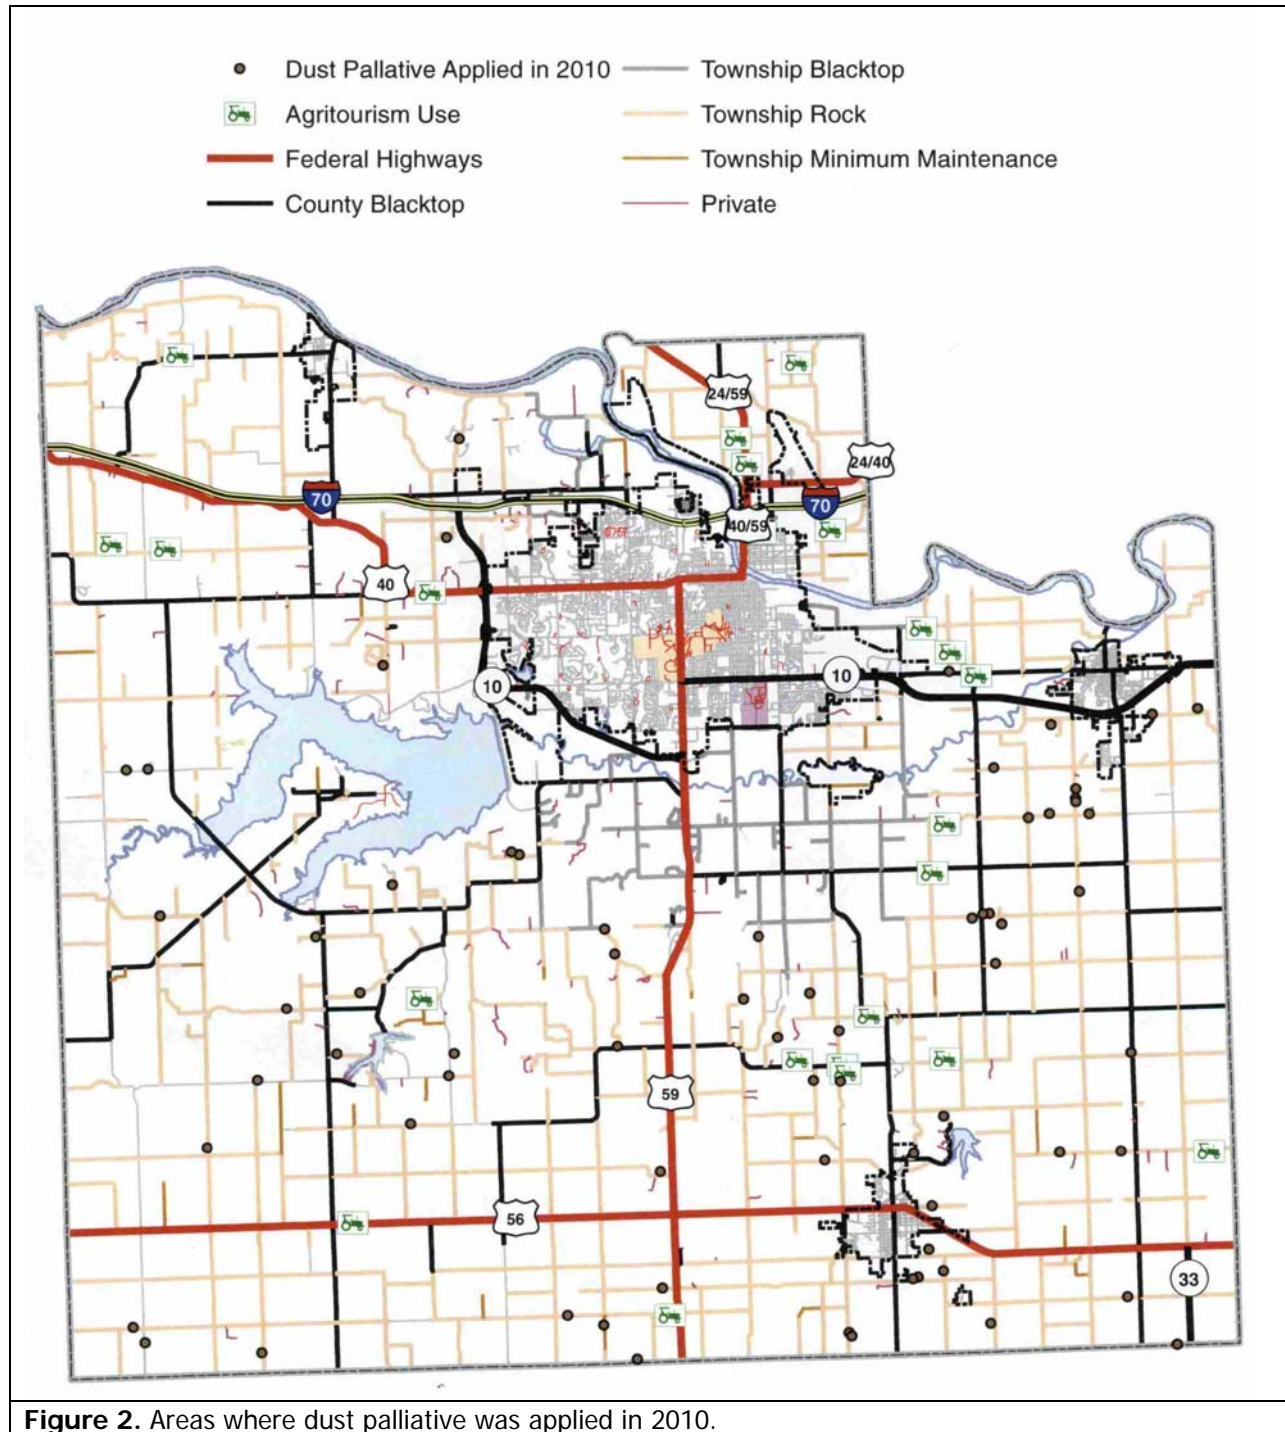 Dust Pallative Applied in 2010
Township Blacktop
Agritourism Use
Township Rock
Federal Highways
Township Minimum Maintenance
County Blacktop
Private
24/59
24/40
70
70
40/59
40
10
10
59
56
33
Figure 2. Areas where dust palliative was applied in 2010.